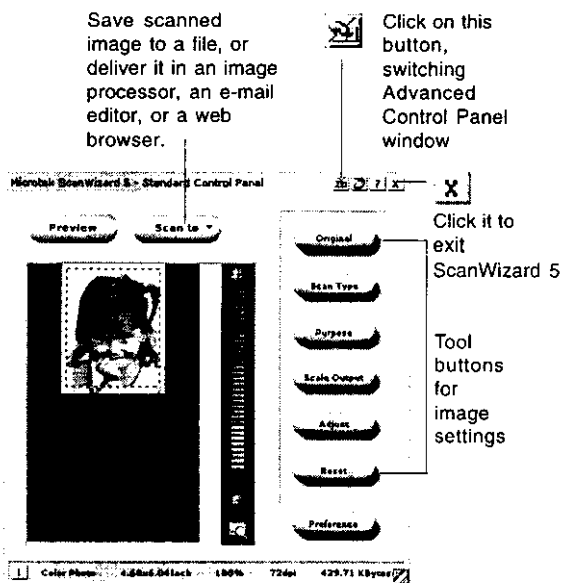 Save scanned
image to a file, or
deliver it in an image
processor, an e-mail
editor, or a web
browser.
Click on this
button,
switching
Advanced
Control Panel
window
Microtek ScanWizard 5 - Standard Control Panel
? X
X
Click it to
exit
ScanWizard 5
Preview
Scan to
Original
Scan Type
Purpose
Scale Output
Adjust
Reset
Preference
Tool
buttons
for
image
settings
Color Photo 4.68x6.04inch 100% 72dpi 429.71 KBytes